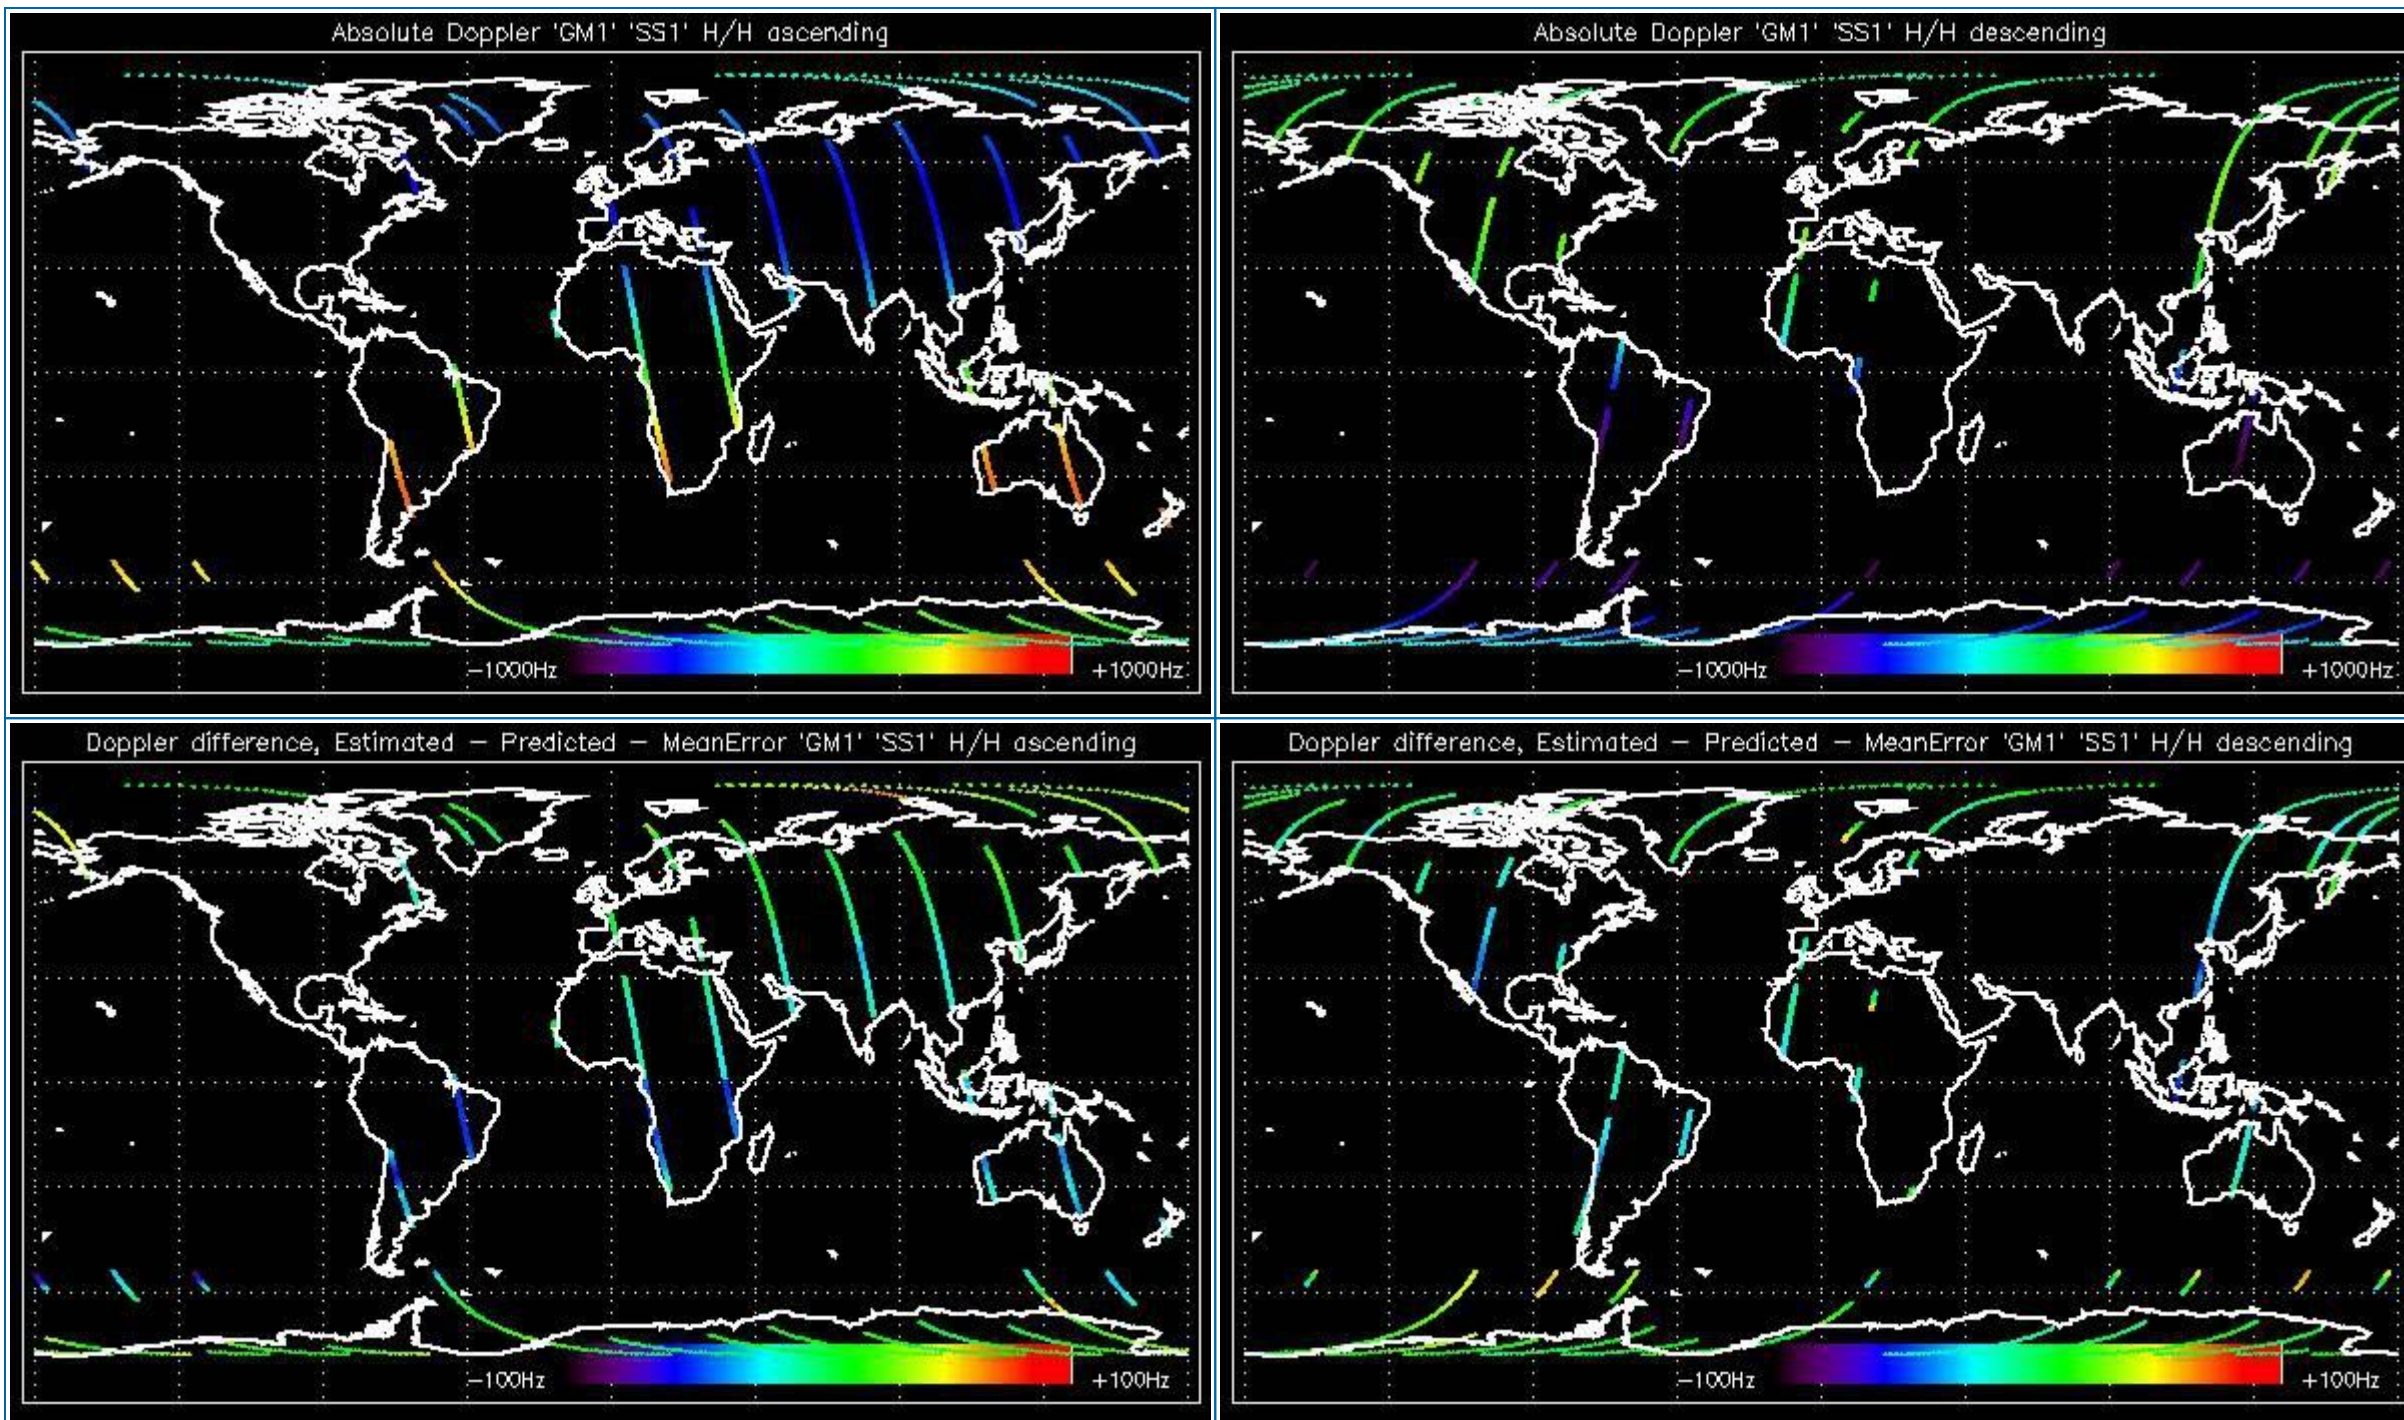 Absolute Doppler 'GM1' 'SS1' H/H ascending
-1000Hz +1000Hz
Absolute Doppler 'GM1' 'SS1' H/H descending
-1000Hz +1000Hz
Doppler difference, Estimated - Predicted - MeanError 'GM1' 'SS1' H/H ascending
-100Hz +100Hz
Doppler difference, Estimated - Predicted - MeanError 'GM1' 'SS1' H/H descending
-100Hz +100Hz